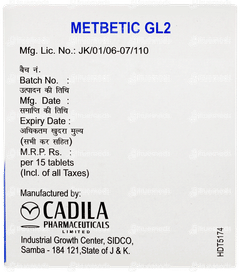 METBETIC GL2
Mfg. Lic. No.: JK/01/06-07/110
बैच नं.
Batch No. :
उत्पादन की तिथि
Mfg. Date :
समाप्ति की तिथि
Expiry Date :
अधिकतम खुदरा मूल्य
(सभी कर सहित)
M.R.P. Rs. :
per 15 tablets
(Incl. of all Taxes)
Manufactured by:
CADILA
PHARMACEUTICALS
LIMITED
Industrial Growth Center, SIDCO,
Samba - 184 121, State of J & K.
HDT5174